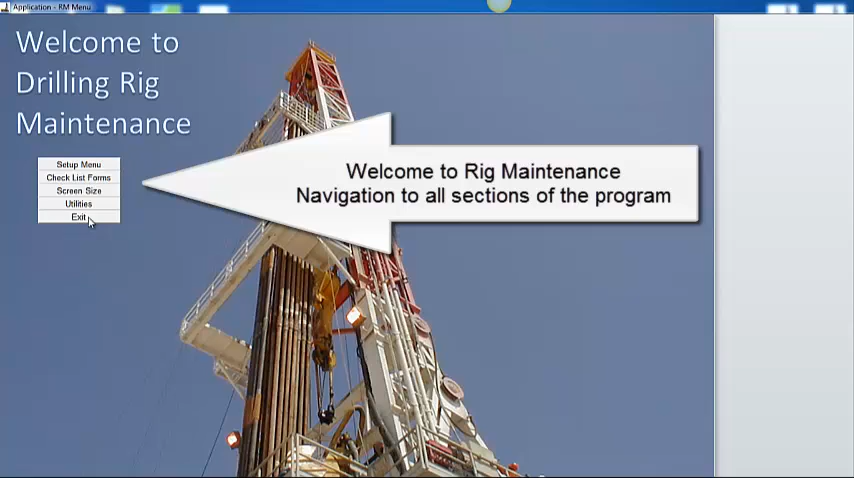 Application - RM Menu
Welcome to
Drilling Rig
Maintenance
Setup Menu
Check List Forms
Screen Size
Utilities
Exit
Welcome to Rig Maintenance
Navigation to all sections of the program